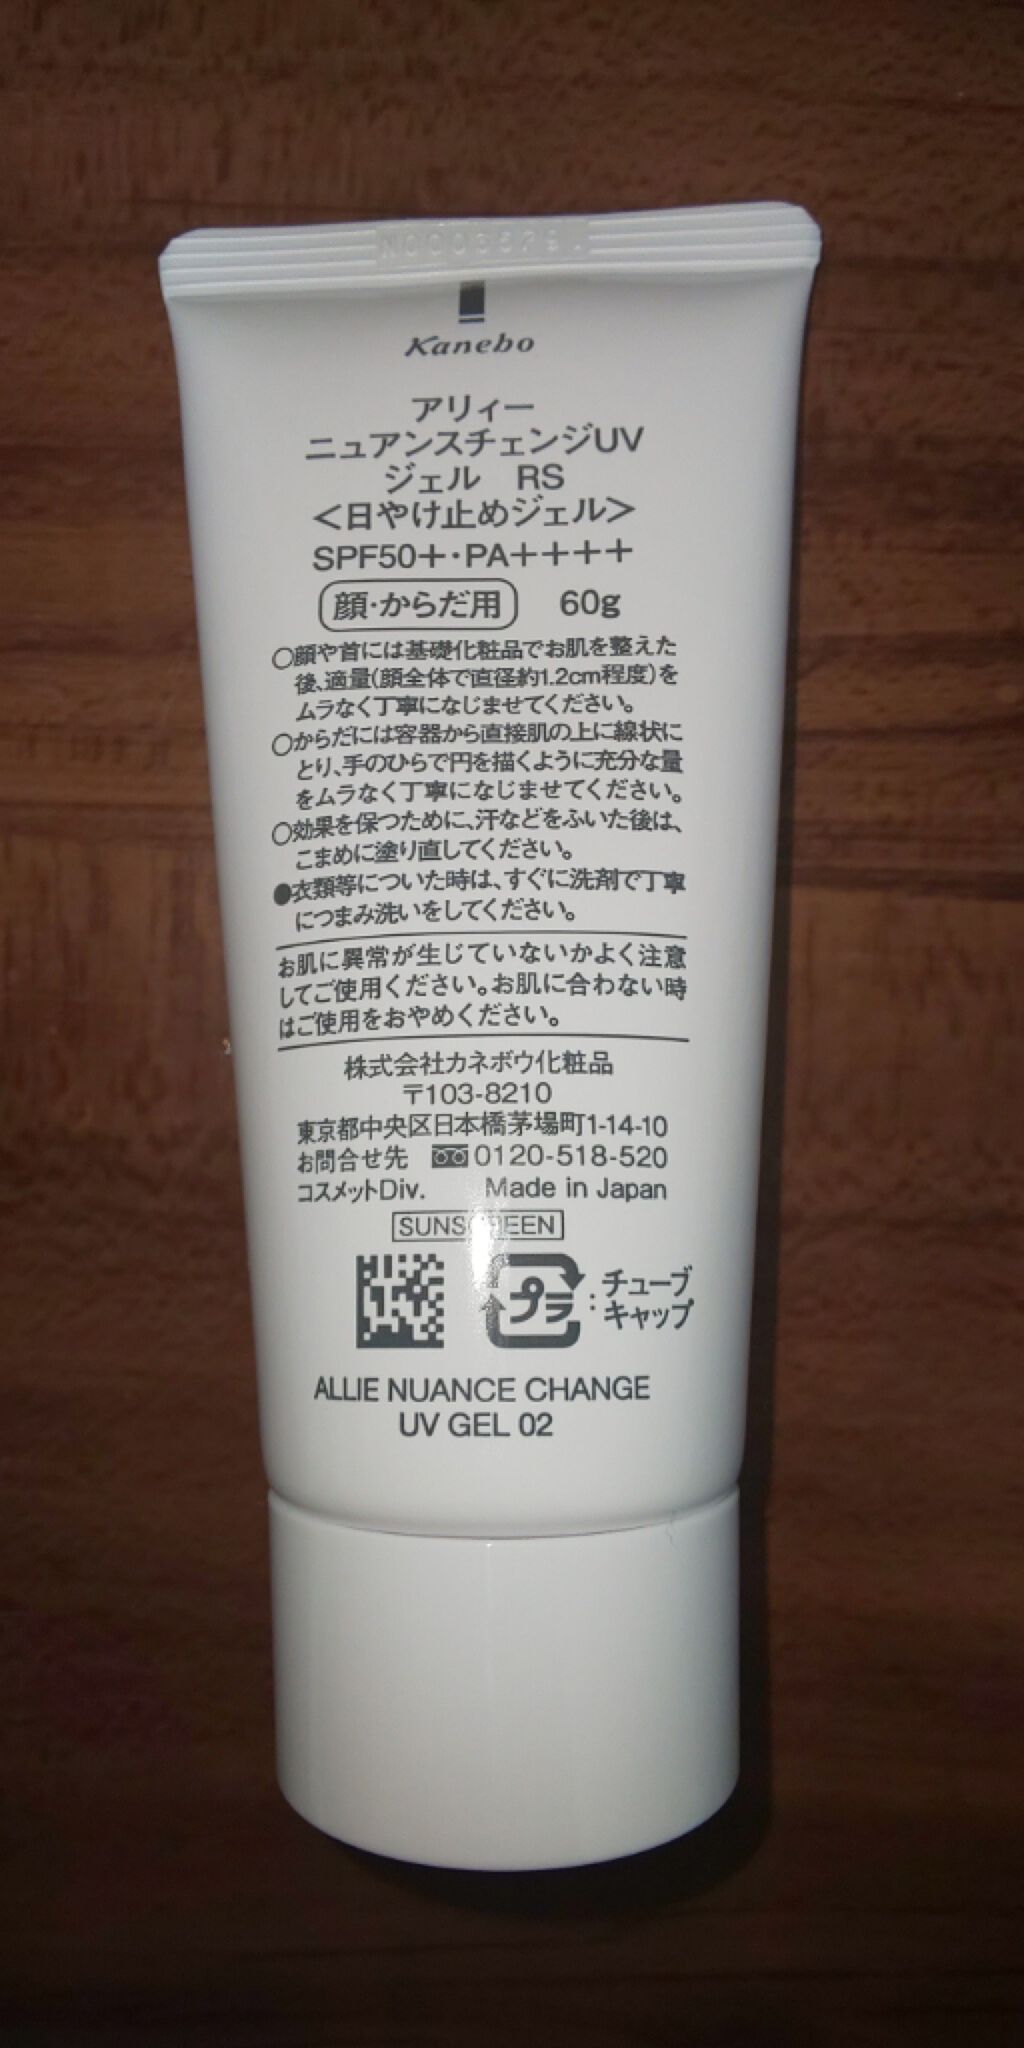 Kanebo
アリィー
ニュアンスチェンジUV
ジェル RS
＜日やけ止めジェル＞
SPF50+・PA++++
顔・からだ用 60g
○顔や首には基礎化粧品でお肌を整えた
後、適量(顔全体で直径約1.2cm程度)を
ムラなく丁寧になじませてください。
○からだには容器から直接肌の上に線状に
とり、手のひらで円を描くように充分な量
をムラなく丁寧になじませてください。
○効果を保つために、汗などをふいた後は、
こまめに塗り直してください。
●衣類等についた時は、すぐに洗剤で丁寧
につまみ洗いをしてください。
お肌に異常が生じていないかよく注意
してご使用ください。お肌に合わない時
はご使用をおやめください。
株式会社カネボウ化粧品
〒103-8210
東京都中央区日本橋茅場町1-14-10
お問合せ先 0120-518-520
コスメットDiv. Made in Japan
SUNSCREEN
プラ : チューブ
キャップ
ALLIE NUANCE CHANGE
UV GEL 02